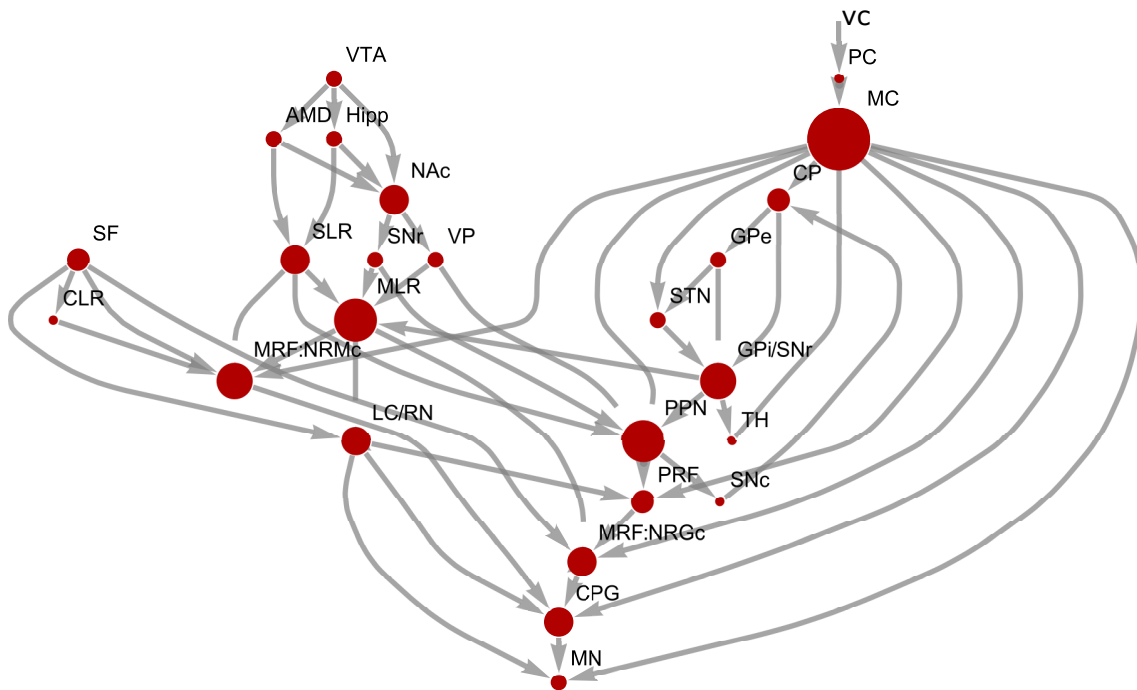 VC
PC
VTA
MC
AMD
Hipp
NAc
CP
SF
SLR
SNr
VP
GPe
CLR
MLR
STN
MRF:NRMc
GPi/SNr
LC/RN
PPN
TH
PRF
SNc
MRF:NRGc
CPG
MN